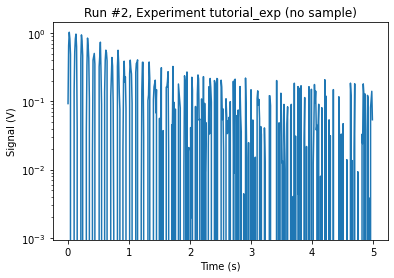 Run #2, Experiment tutorial_exp (no sample)
Signal (V)
10⁰
10⁻¹
10⁻²
10⁻³
0 1 2 3 4 5
Time (s)